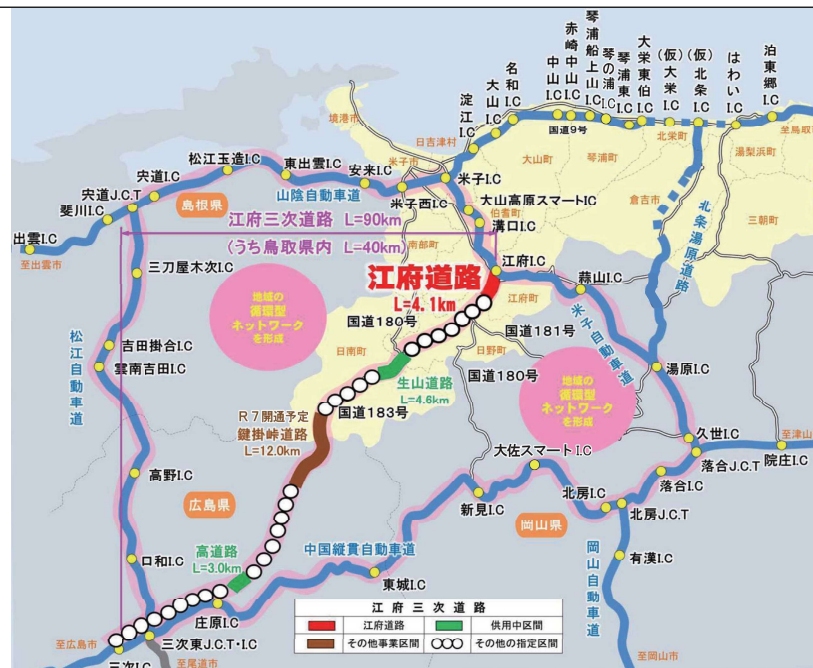 泊東郷I.C
はわいI.C
(仮)北条I.C
(仮)大栄I.C
大栄東伯I.C
琴浦東I.C
琴の浦I.C
琴浦船上山I.C
赤碕中山I.C
中山I.C
名和I.C
大山I.C
淀江I.C
境港市
日吉津村
米子市
大山町
国道9号
琴浦町
北栄町
湯梨浜町
至鳥取
松江玉造I.C
東出雲I.C
安来I.C
宍道I.C
宍道J.C.T
斐川I.C
出雲I.C
至出雲市
島根県
山陰自動車道
米子西I.C
米子I.C
大山高原スマートI.C
伯耆町
溝口I.C
南部町
倉吉市
三朝町
北条湯原道路
江府三次道路 L=90km
(うち鳥取県内 L=40km)
三刀屋木次I.C
江府I.C
蒜山I.C
江府道路
L=4.1km
江府町
地域の
循環型
ネットワーク
を形成
国道180号
国道181号
米子自動車道
松江自動車道
吉田掛合I.C
雲南吉田I.C
日南町
日野町
生山道路
L=4.6km
国道180号
湯原I.C
地域の
循環型
ネットワーク
を形成
R7開通予定
鍵掛峠道路
L=12.0km
国道183号
久世I.C
至津山
院庄I.C
落合J.C.T
落合I.C
大佐スマートI.C
北房I.C
北房J.C.T
高野I.C
広島県
新見I.C
岡山県
有漢I.C
岡山自動車道
口和I.C
高道路
L=3.0km
中国縦貫自動車道
東城I.C
庄原I.C
至広島市
三次東J.C.T・I.C
三次I.C
至尾道市
至岡山市
江府三次道路
江府道路
供用中区間
その他事業区間
その他の指定区間